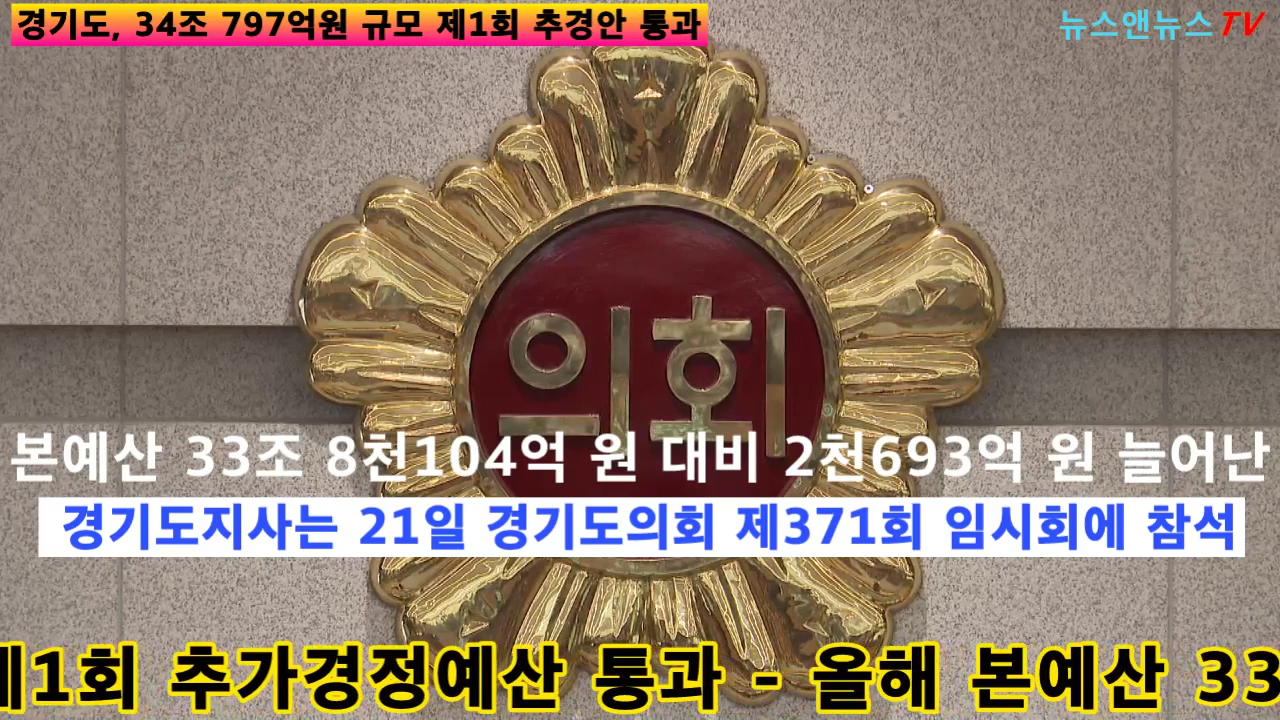 경기도, 34조 797억원 규모 제1회 추경안 통과
뉴스앤뉴스 TV
의회
본예산 33조 8천104억 원 대비 2천693억 원 늘어난
경기도지사는 21일 경기도의회 제371회 임시회에 참석
제1회 추가경정예산 통과 - 올해 본예산 33